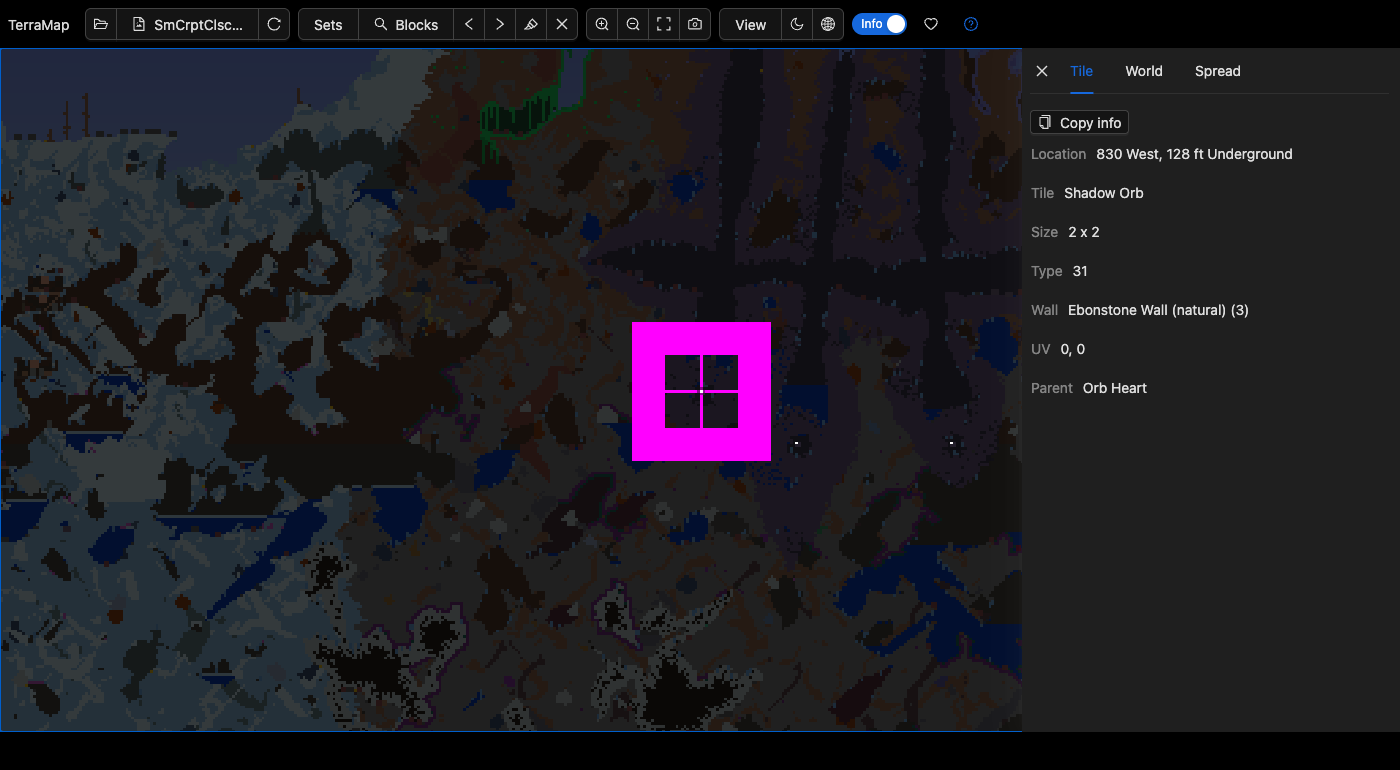 TerraMap SmCrptClsc... Sets Blocks View Info
Tile World Spread
Copy info
Location 830 West, 128 ft Underground
Tile Shadow Orb
Size 2 x 2
Type 31
Wall Ebonstone Wall (natural) (3)
UV 0, 0
Parent Orb Heart